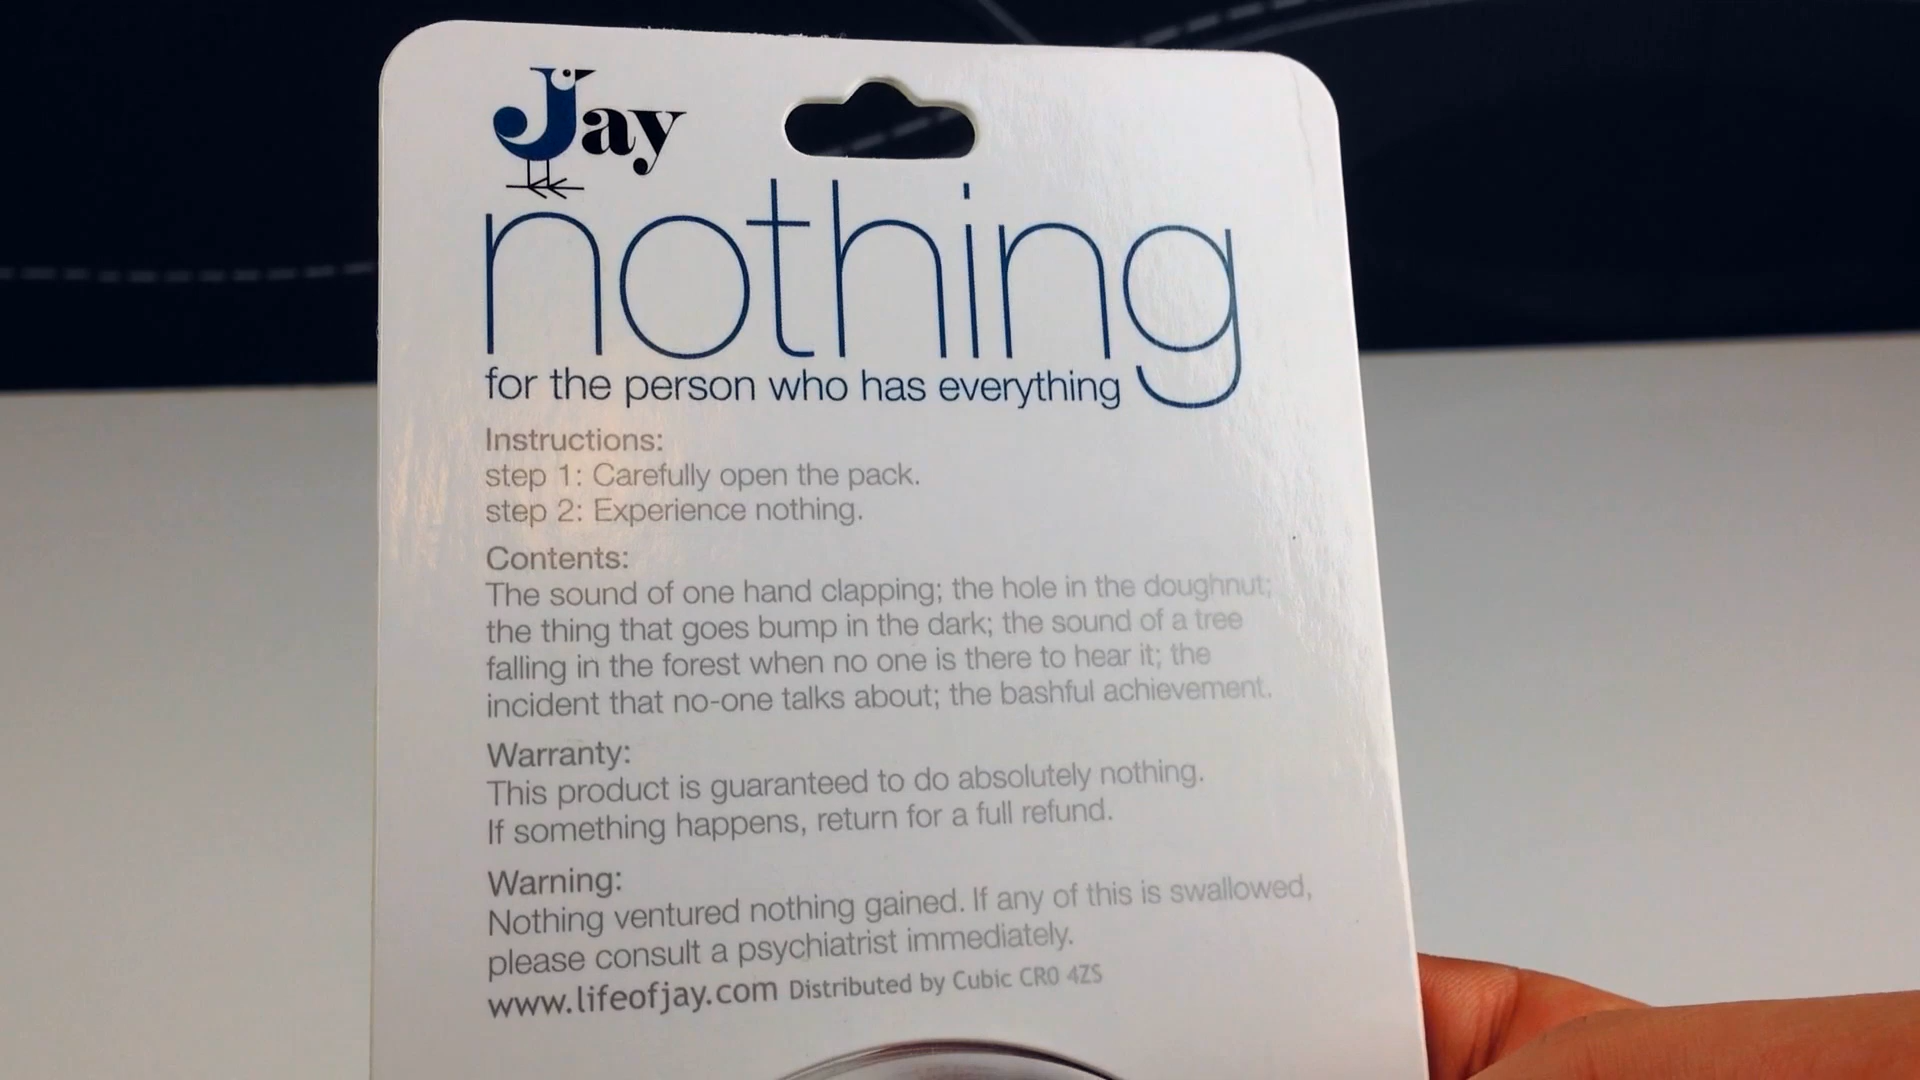 Jay
nothing
for the person who has everything
Instructions:
step 1: Carefully open the pack.
step 2: Experience nothing.
Contents:
The sound of one hand clapping; the hole in the doughnut;
the thing that goes bump in the dark; the sound of a tree
falling in the forest when no one is there to hear it; the
incident that no-one talks about; the bashful achievement.
Warranty:
This product is guaranteed to do absolutely nothing.
If something happens, return for a full refund.
Warning:
Nothing ventured nothing gained. If any of this is swallowed,
please consult a psychiatrist immediately.
www.lifeofjay.com Distributed by Cubic CR0 4ZS